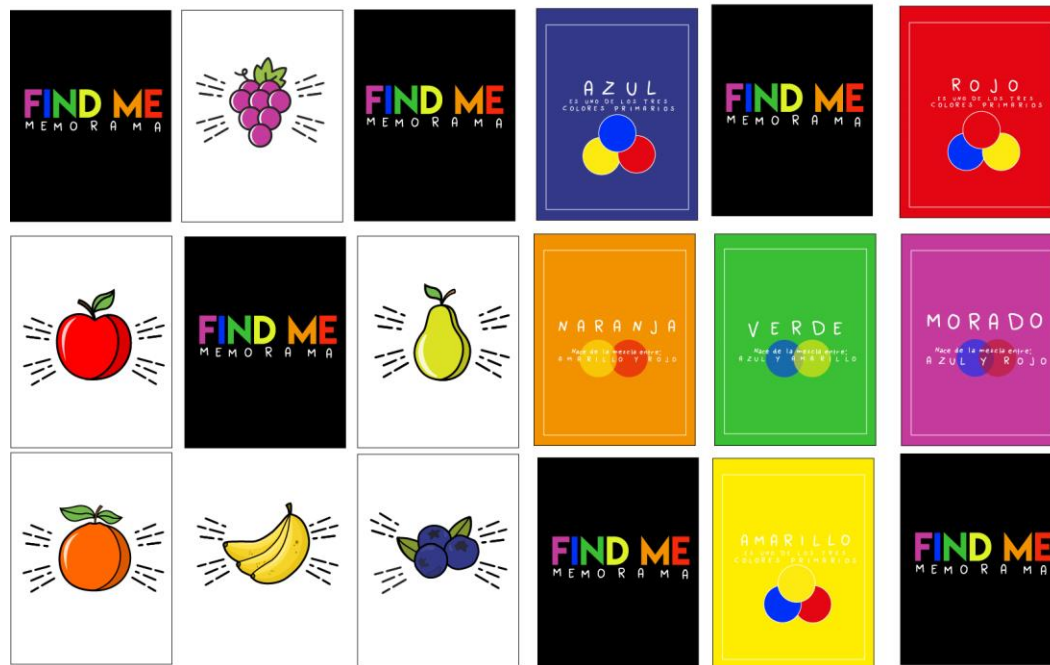 FIND ME
MEMORAMA
FIND ME
MEMORAMA
AZUL
ES UNO DE LOS TRES
COLORES PRIMARIOS
FIND ME
MEMORAMA
ROJO
ES UNO DE LOS TRES
COLORES PRIMARIOS
FIND ME
MEMORAMA
NARANJA
Nace de la mezcla entre:
AMARILLO Y ROJO
VERDE
Nace de la mezcla entre:
AZUL Y AMARILLO
MORADO
Nace de la mezcla entre:
AZUL Y ROJO
FIND ME
MEMORAMA
AMARILLO
ES UNO DE LOS TRES
COLORES PRIMARIOS
FIND ME
MEMORAMA